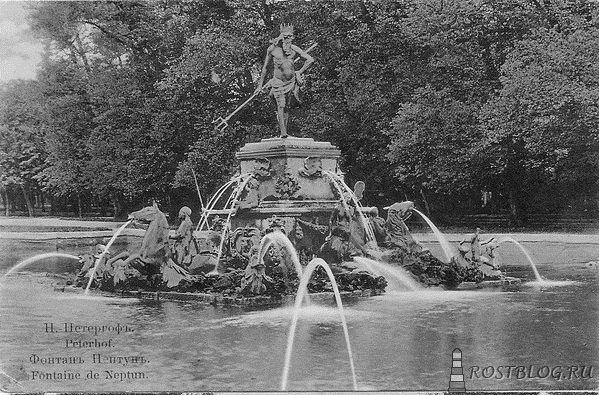 Н. Петергофъ.
Peterhof.
Фонтанъ Нептунъ.
Fontaine de Neptun.
ROSTBLOG.RU